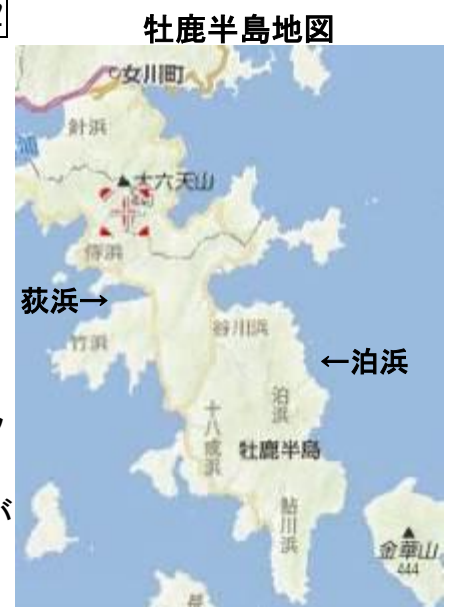 牡鹿半島地図
女川町
針浜
大六天山
侍浜
荻浜→
谷川浜
竹浜
←泊浜
泊浜
十八成浜
牡鹿半島
鮎川浜
が
金華山
444